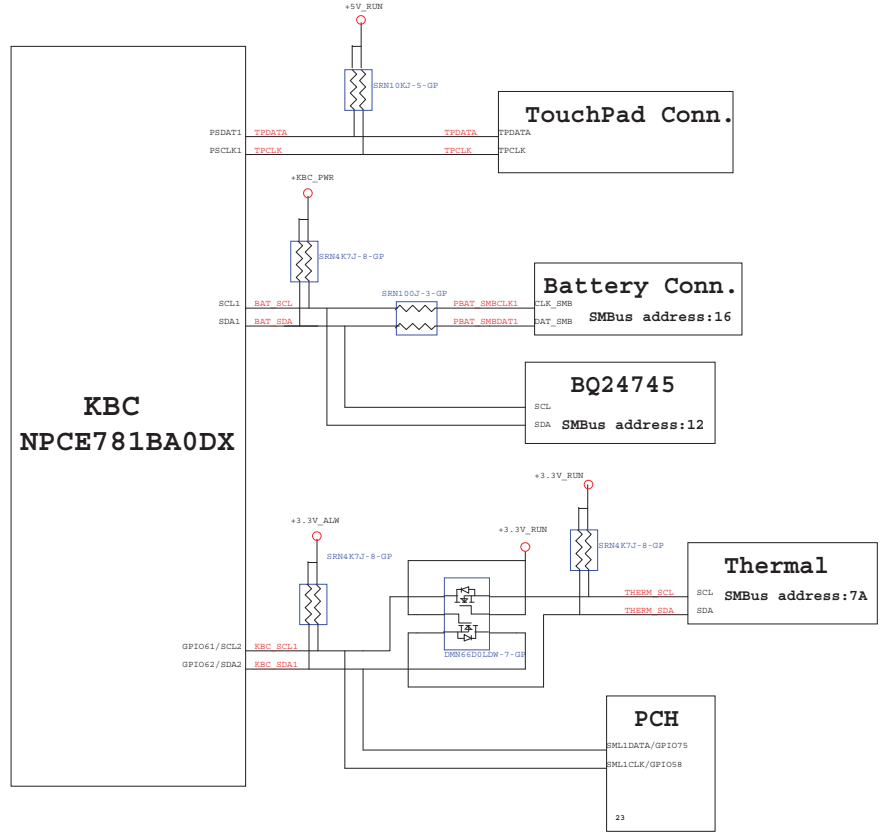 +5V_RUN
SRN10KJ-5-GP
TouchPad Conn.
PSDAT1 TPDATA TPDATA TPDATA
PSCLK1 TPCLK TPCLK TPCLK
+KBC_PWR
SRN4K7J-8-GP
SRN100J-3-GP
Battery Conn.
SCL1 BAT_SCL PBAT_SMBCLK1 CLK_SMB
SMBus address:16
SDA1 BAT_SDA PBAT_SMBDAT1 DAT_SMB
BQ24745
SCL
SDA SMBus address:12
KBC
NPCE781BA0DX
+3.3V_RUN
+3.3V_ALW
+3.3V_RUN
SRN4K7J-8-GP
SRN4K7J-8-GP
Thermal
THERM_SCL SCL SMBus address:7A
THERM_SDA SDA
GPIO61/SCL2 KBC_SCL1
DMN66D0LDW-7-GP
GPIO62/SDA2 KBC_SDA1
PCH
SML1DATA/GPIO75
SML1CLK/GPIO58
23